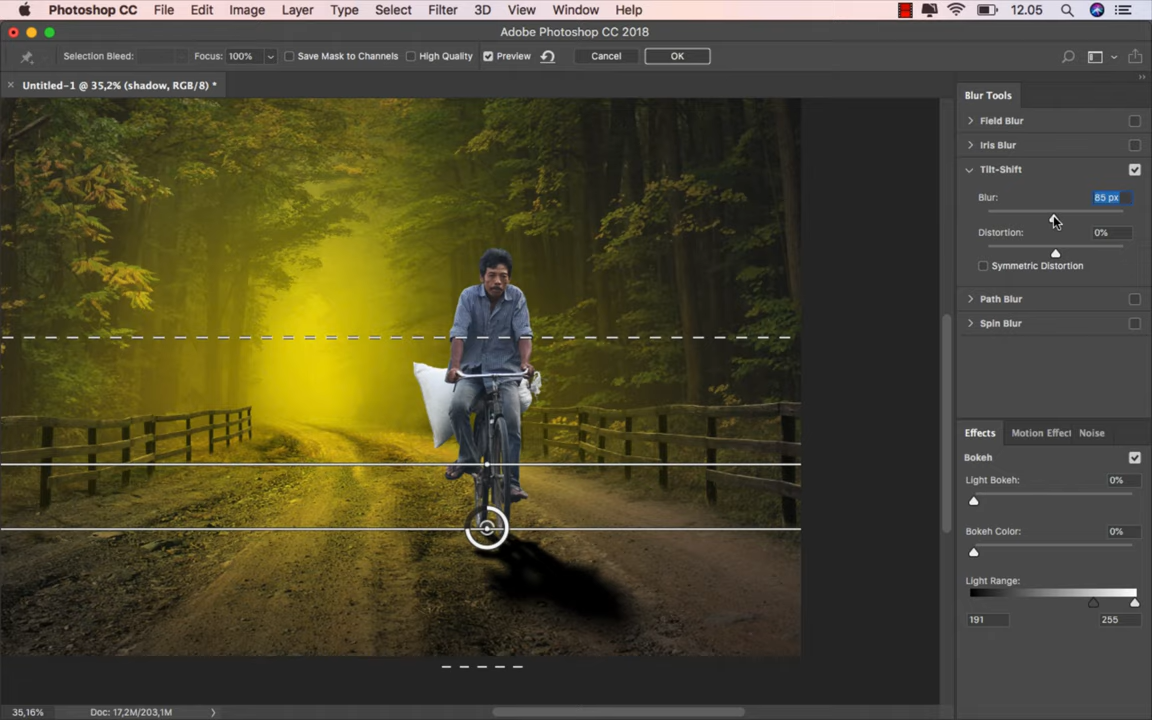 Photoshop CC File Edit Image Layer Type Select Filter 3D View Window Help 12.05
Adobe Photoshop CC 2018
Selection Bleed: Focus: 100% Save Mask to Channels High Quality Preview Cancel OK
× Untitled-1 @ 35,2% (shadow, RGB/8) *
Blur Tools
Field Blur
Iris Blur
Tilt-Shift
Blur: 85 px
Distortion: 0%
Symmetric Distortion
Path Blur
Spin Blur
Effects Motion Effect Noise
Bokeh
Light Bokeh: 0%
Bokeh Color: 0%
Light Range:
191 255
35,16% Doc: 17,2M/203,1M